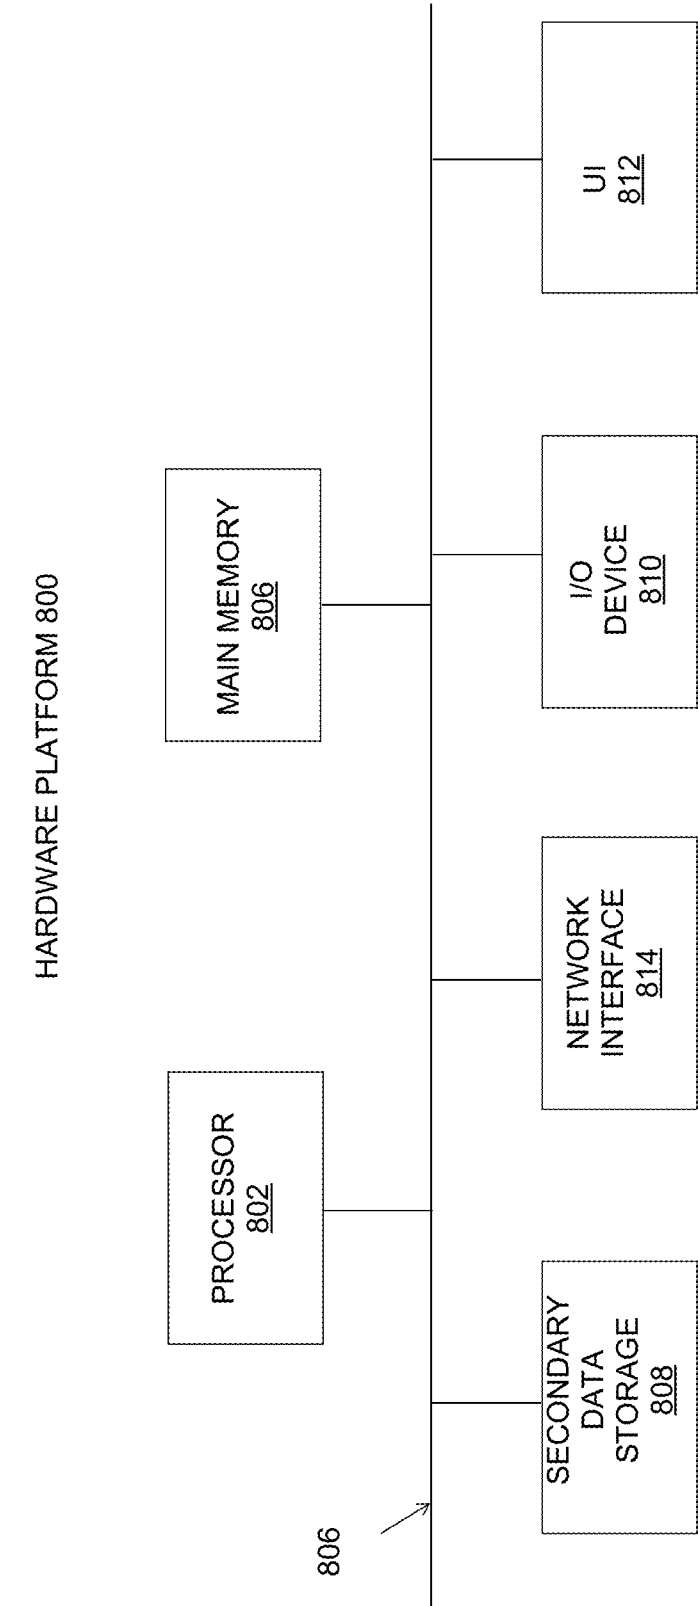 HARDWARE PLATFORM 800
PROCESSOR
802
MAIN MEMORY
806
806
SECONDARY
DATA
STORAGE
808
NETWORK
INTERFACE
814
I/O
DEVICE
810
UI
812